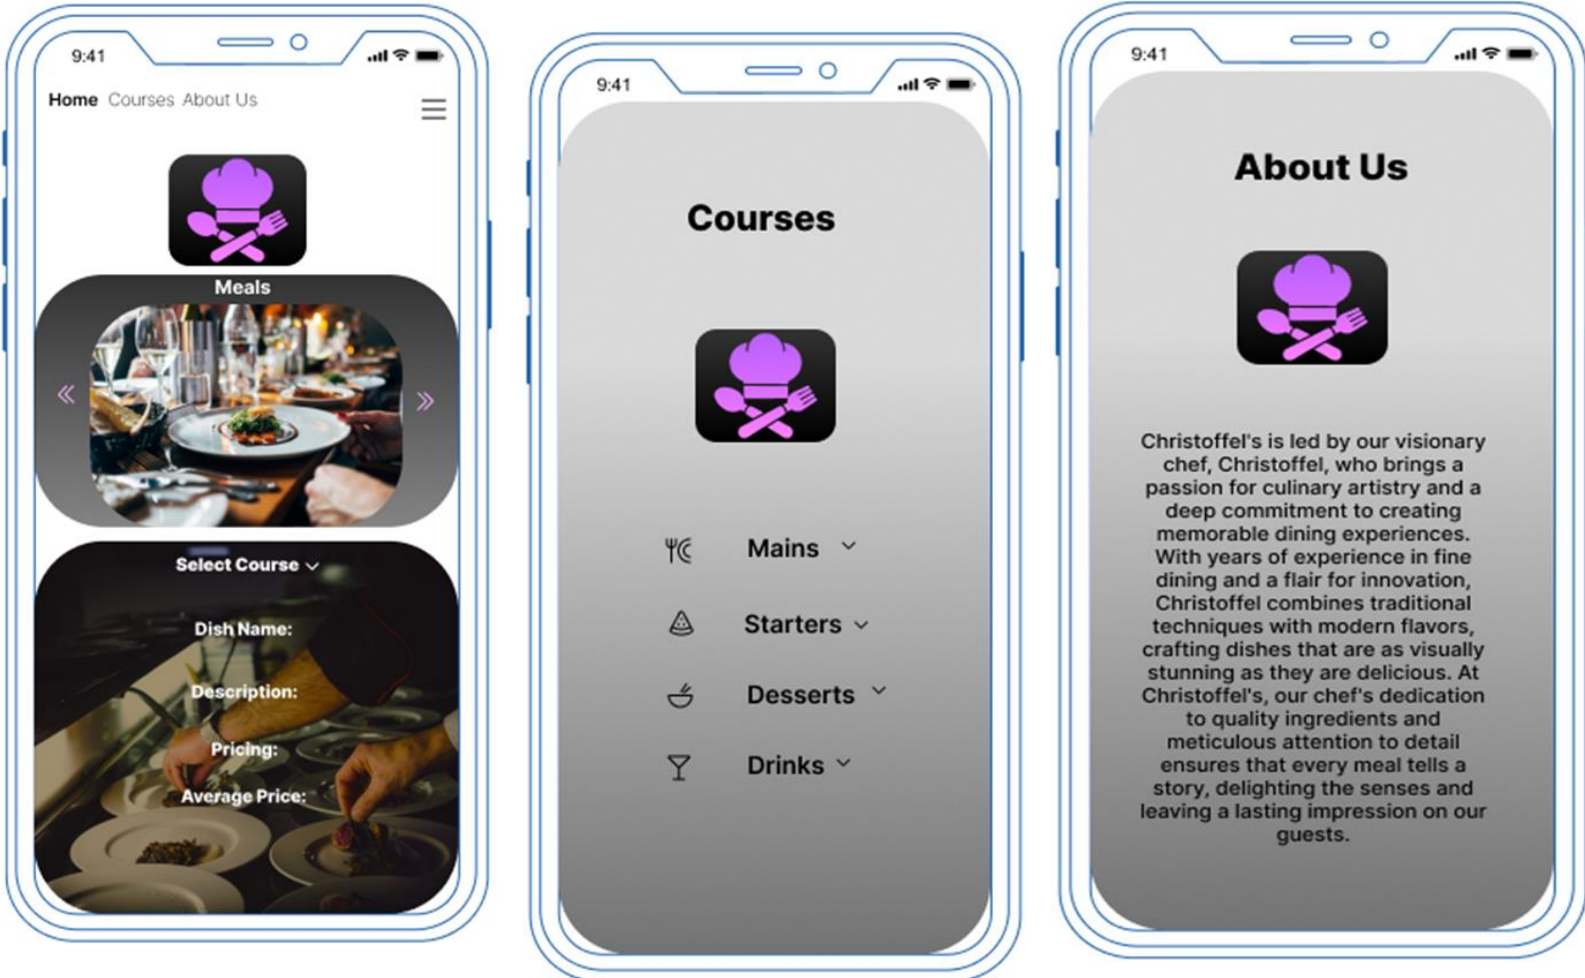 9:41
Home Courses About Us
Meals
Select Course
Dish Name:
Description:
Pricing:
Average Price:
9:41
Courses
Mains
Starters
Desserts
Drinks
9:41
About Us
Christoffel's is led by our visionary
chef, Christoffel, who brings a
passion for culinary artistry and a
deep commitment to creating
memorable dining experiences.
With years of experience in fine
dining and a flair for innovation,
Christoffel combines traditional
techniques with modern flavors,
crafting dishes that are as visually
stunning as they are delicious. At
Christoffel's, our chef's dedication
to quality ingredients and
meticulous attention to detail
ensures that every meal tells a
story, delighting the senses and
leaving a lasting impression on our
guests.